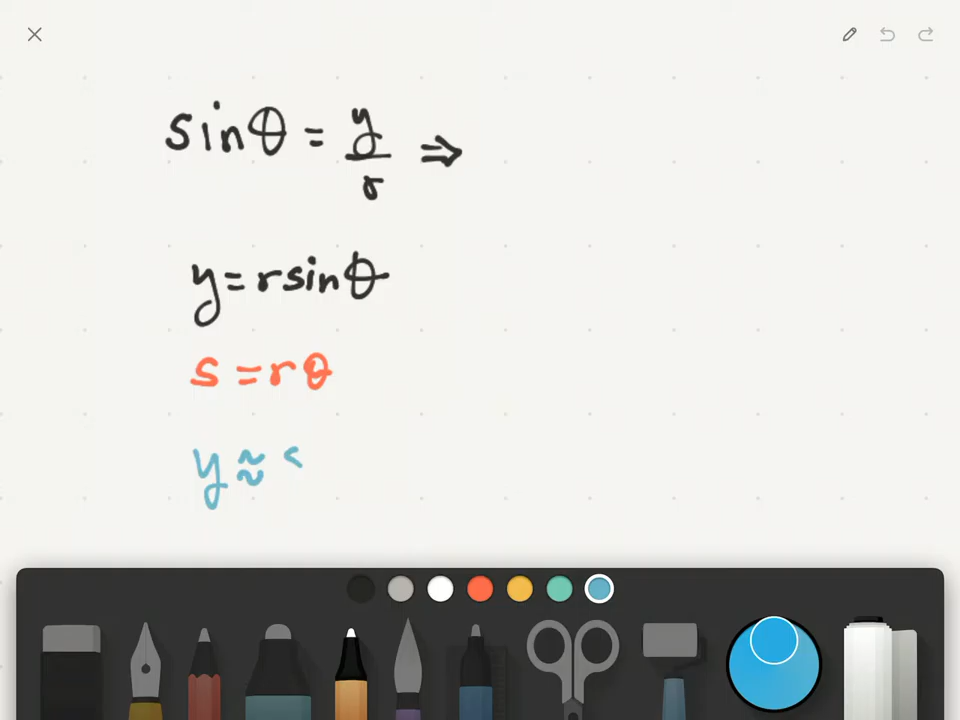 sinθ = y/r ⇒
y = r sinθ
s = rθ
y ≈